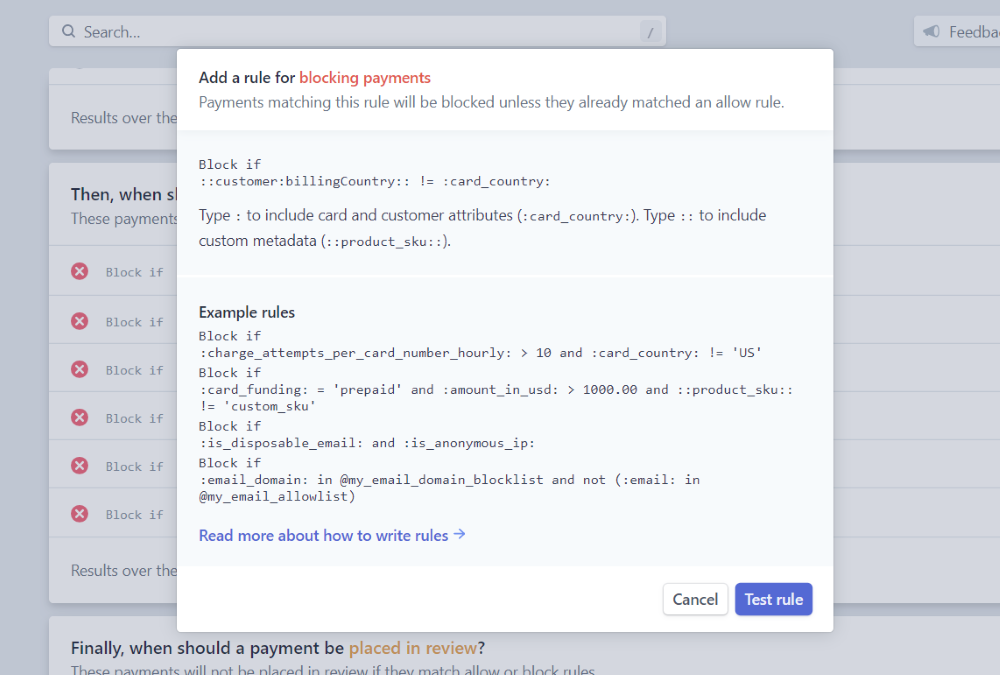 Search...
/
Feedba
Results over the
Then, when s
These payments
Block if
Block if
Block if
Block if
Block if
Block if
Results over the
Finally, when should a payment be placed in review?
These payments will not be placed in review if they match allow or block rules.
Add a rule for blocking payments
Payments matching this rule will be blocked unless they already matched an allow rule.
Block if
::customer:billingCountry:: != :card_country:
Type : to include card and customer attributes (:card_country:). Type :: to include
custom metadata (::product_sku::).
Example rules
Block if
:charge_attempts_per_card_number_hourly: > 10 and :card_country: != 'US'
Block if
:card_funding: = 'prepaid' and :amount_in_usd: > 1000.00 and ::product_sku::
!= 'custom_sku'
Block if
:is_disposable_email: and :is_anonymous_ip:
Block if
:email_domain: in @my_email_domain_blocklist and not (:email: in
@my_email_allowlist)
Read more about how to write rules →
Cancel
Test rule